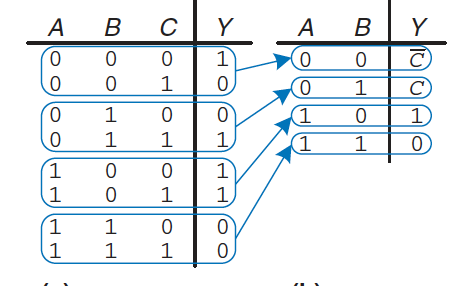 A B C Y A B Y
0 0 0 1 0 0 C̅
0 0 1 0 0 1 C
0 1 0 0 1 0 1
0 1 1 1 1 1 0
1 0 0 1
1 0 1 1
1 1 0 0
1 1 1 0